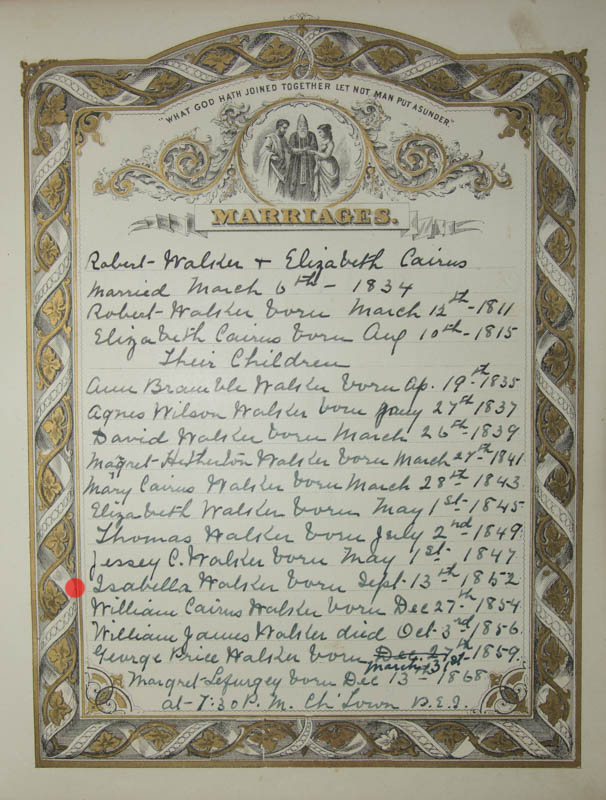 "WHAT GOD HATH JOINED TOGETHER LET NOT MAN PUT ASUNDER."
MARRIAGES.
Robert Walker + Elizabeth Cairns
Married March 6th - 1834
Robert Walker born March 12th - 1811
Elizabeth Cairns born Aug 10th - 1815
Their Children
Ann Bramble Walker born Ap. 19th 1835
Agnes Wilson Walker born Jany 27th 1837
David Walker born March 26th 1839
Magret Walker born March 1841
Mary Cairns Walker born March 28th 1843
Elizabeth Walker born May 1st 1845
Thomas Walker born July 2nd 1849
Jessey C. Walker born May 1st 1847
Isabella Walker born Sept 13th 1852
William Cairns Walker born Dec 27th 1854
William James Walker died Oct 3rd 1856
George Price Walker born Dec. 27th 1859
March 31st
Margret Lefurgey born Dec 13th 1868
at 7:30 P.M. Ch'Town P.E.I.